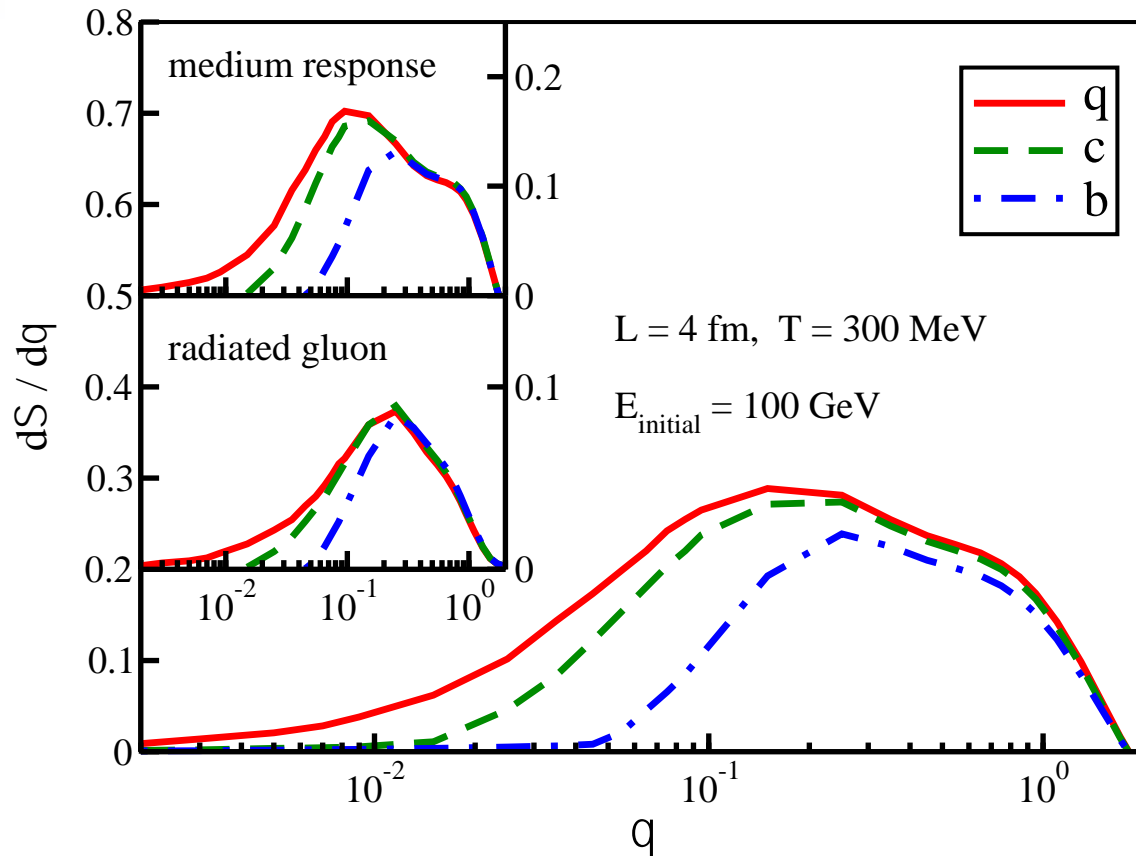 0.8
0.7
0.6
0.5
0.4
0.3
0.2
0.1
0
dS / dq
medium response
0.2
0.1
0
radiated gluon
0.1
0
10^-2 10^-1 10^0
q
c
b
L = 4 fm, T = 300 MeV
E_initial = 100 GeV
10^-2 10^-1 10^0
q